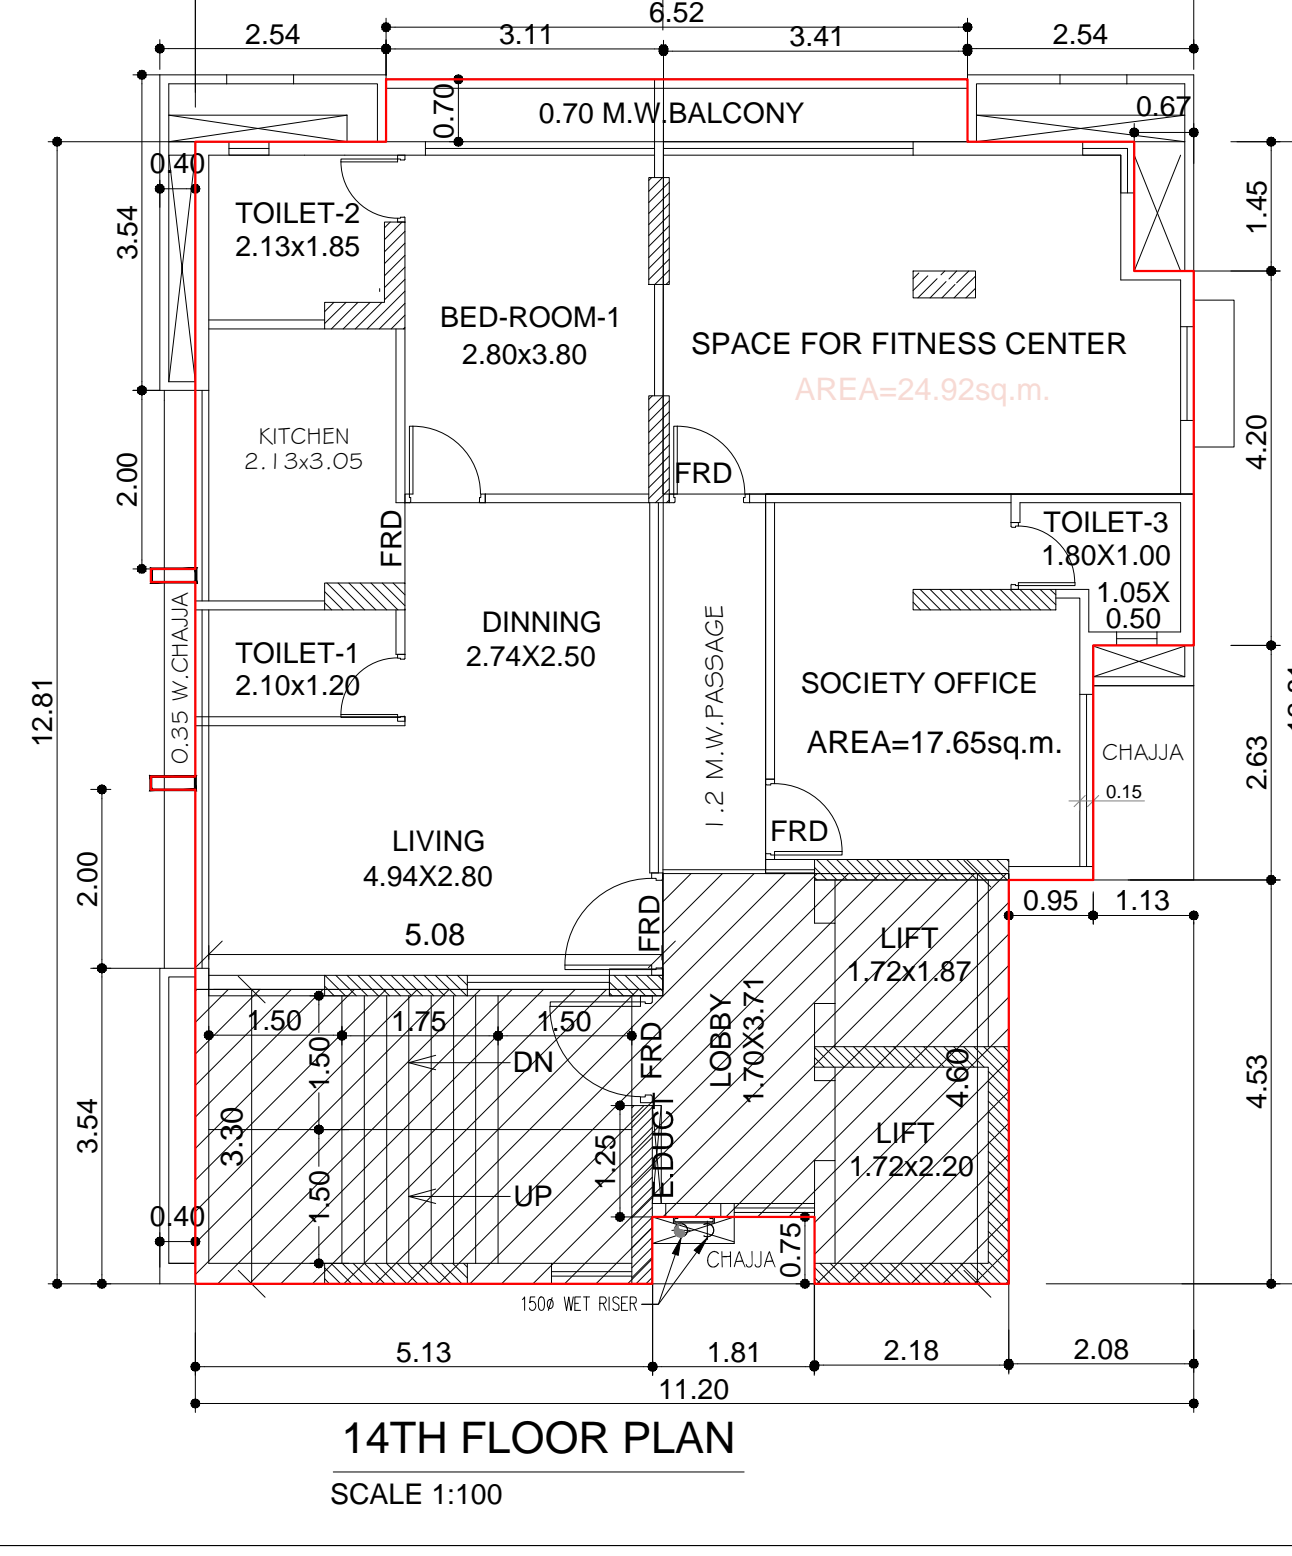 6.52
2.54
3.11
3.41
2.54
0.70
0.70 M.W.BALCONY
0.67
0.40
TOILET-2
2.13x1.85
3.54
1.45
BED-ROOM-1
2.80x3.80
SPACE FOR FITNESS CENTER
AREA=24.92sq.m.
KITCHEN
2.13x3.05
2.00
4.20
FRD
FRD
TOILET-3
1.80X1.00
1.05X
0.50
DINNING
2.74X2.50
0.35 W.CHAJJA
TOILET-1
2.10x1.20
1.2 M.W.PASSAGE
SOCIETY OFFICE
AREA=17.65sq.m.
12.81
CHAJJA
2.63
0.15
FRD
LIVING
4.94X2.80
2.00
0.95
1.13
FRD
5.08
LIFT
1.72x1.87
1.50
1.75
1.50
LOBBY
1.70X3.71
FRD
DN
1.50
4.60
4.53
3.54
3.30
1.25
E.DUCT
LIFT
1.72x2.20
UP
1.50
0.40
0.75
CHAJJA
150ø WET RISER
5.13
1.81
2.18
2.08
11.20
14TH FLOOR PLAN
SCALE 1:100